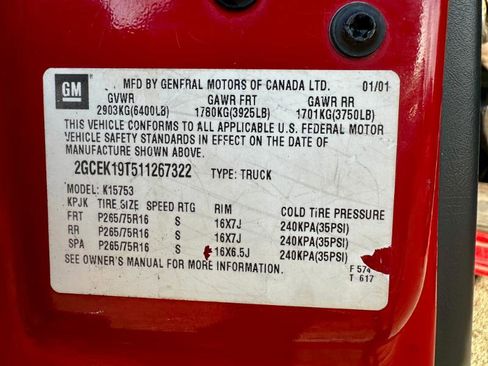 GM
MFD BY GENERAL MOTORS OF CANADA LTD. 01/01
GVWR GAWR FRT GAWR RR
2903KG(6400LB) 1780KG(3925LB) 1701KG(3750LB)
THIS VEHICLE CONFORMS TO ALL APPLICABLE U.S. FEDERAL MOTOR
VEHICLE SAFETY STANDARDS IN EFFECT ON THE DATE OF
MANUFACTURE SHOWN ABOVE.
2GCEK19T511267322 TYPE: TRUCK
MODEL: K15753
KPJK TIRE SIZE SPEED RTG RIM COLD TIRE PRESSURE
FRT P265/75R16 S 16X7J 240KPA(35PSI)
RR P265/75R16 S 16X7J 240KPA(35PSI)
SPA P265/75R16 S 16X6.5J 240KPA(35PSI)
SEE OWNER'S MANUAL FOR MORE INFORMATION.
F 574
T 617